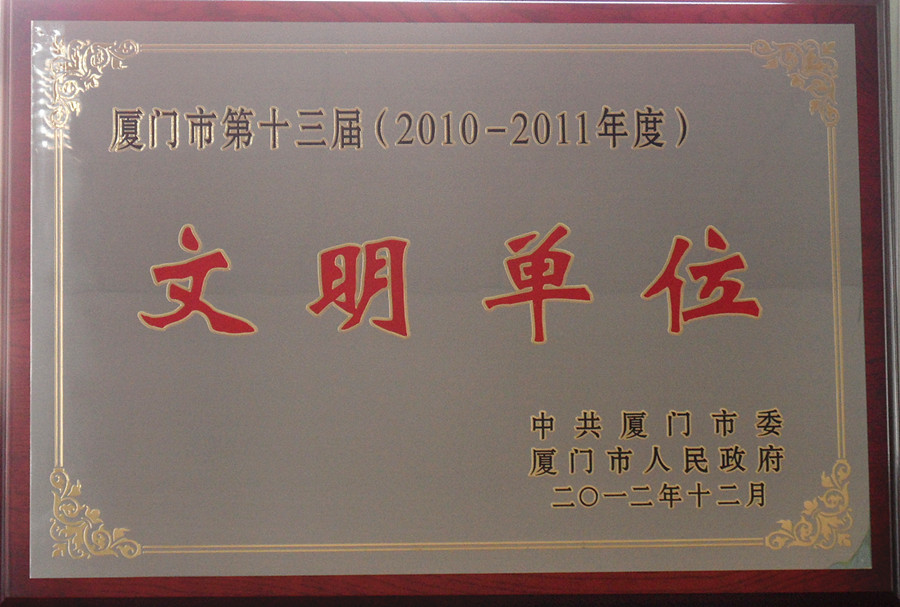 厦门市第十三届（2010-2011年度）
文明单位
中共厦门市委
厦门市人民政府
二〇一二年十二月